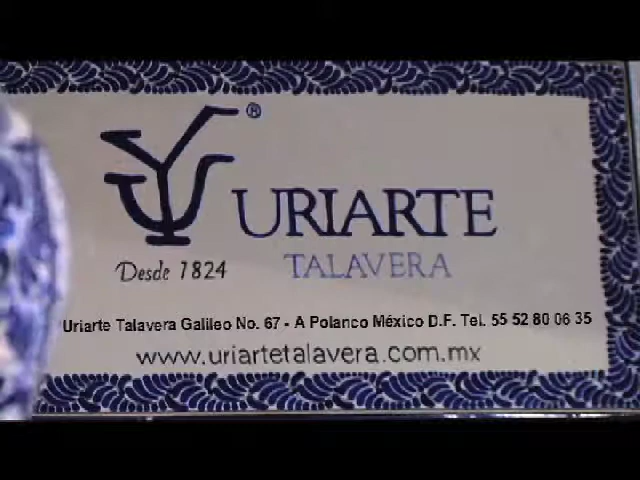 ®
URIARTE
Desde 1824
TALAVERA
Uriarte Talavera Galileo No. 67 - A Polanco México D.F. Tel. 55 52 80 06 35
www.uriartetalavera.com.mx